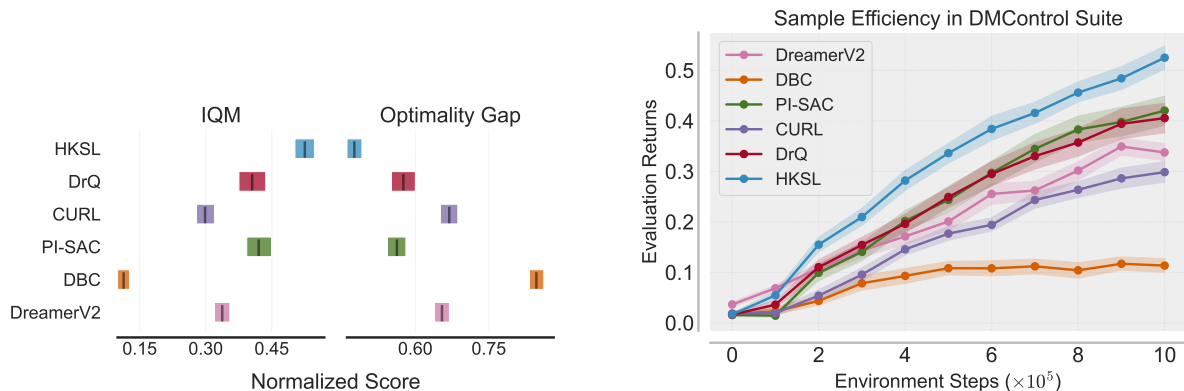 IQM
Optimality Gap
HKSL
DrQ
CURL
PI-SAC
DBC
DreamerV2
0.15
0.30
0.45
0.60
0.75
Normalized Score
Sample Efficiency in DMControl Suite
Evaluation Returns
0.5
0.4
0.3
0.2
0.1
0.0
DreamerV2
DBC
PI-SAC
CURL
DrQ
HKSL
0
2
4
6
8
10
Environment Steps (×10⁵)